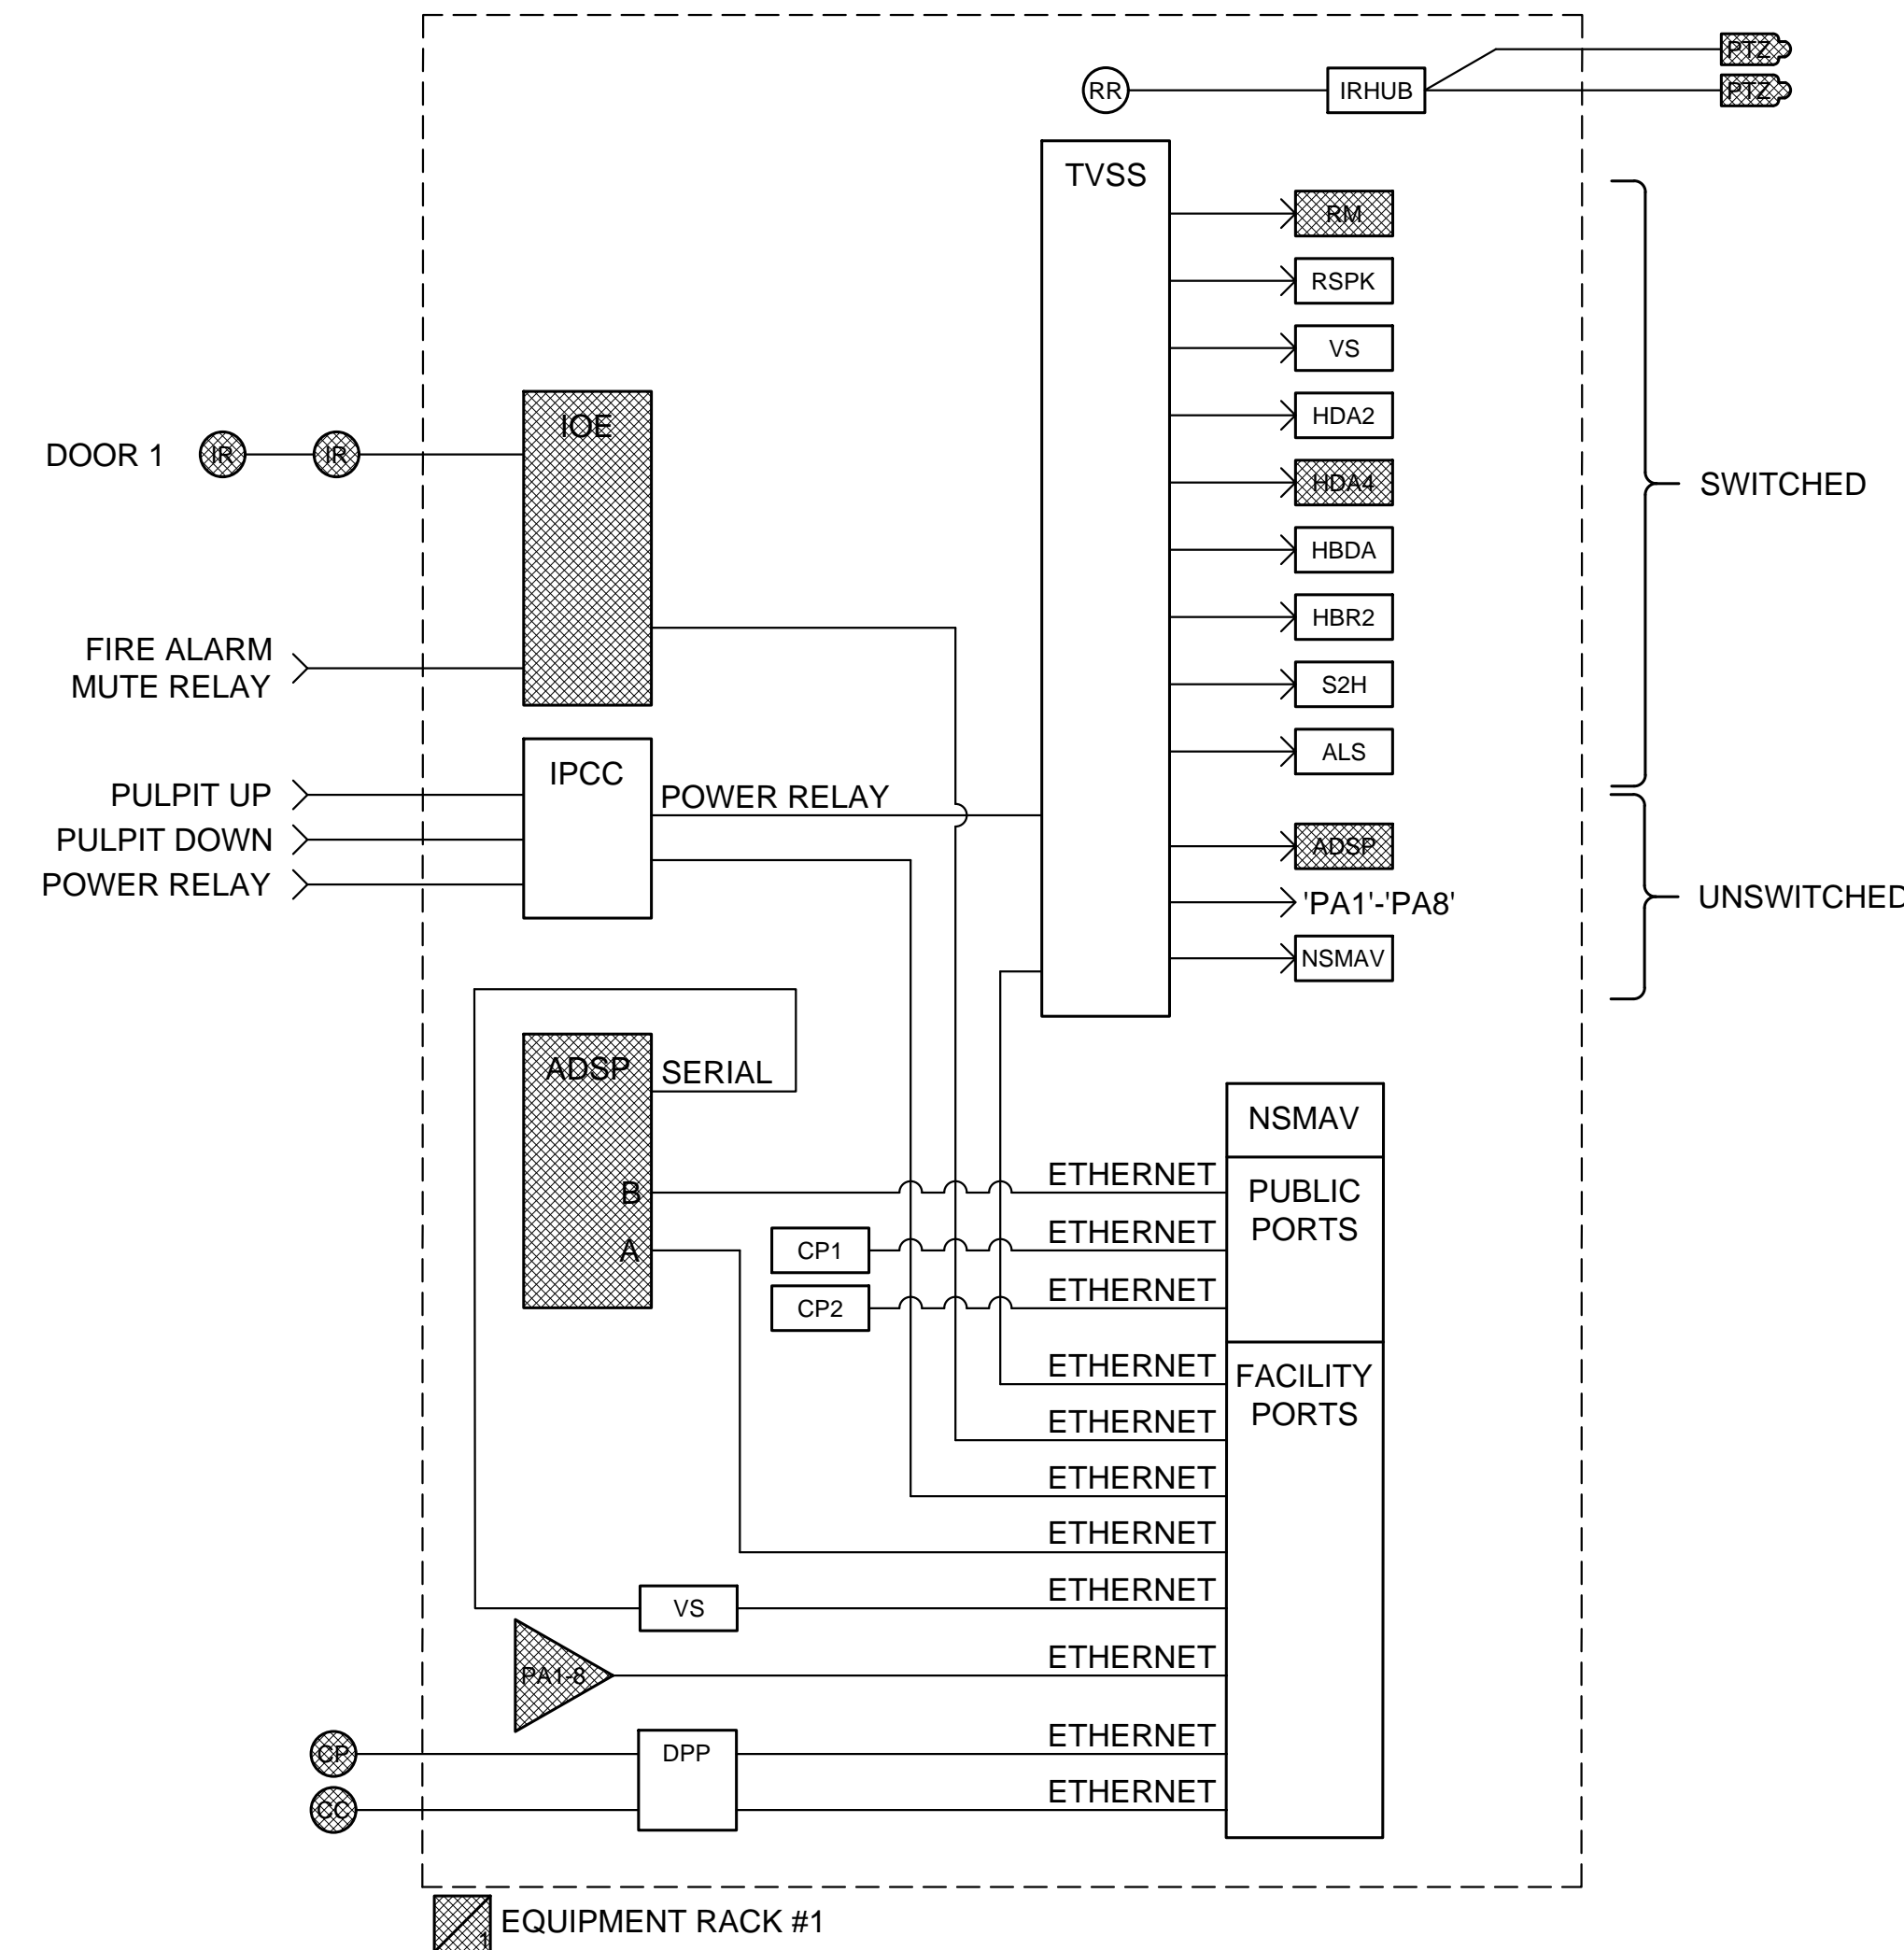 PTZ
RR
IRHUB
PTZ
TVSS
RM
RSPK
VS
HDA2
IOE
DOOR 1
IR
IR
HDA4
SWITCHED
HBDA
HBR2
FIRE ALARM
MUTE RELAY
S2H
ALS
IPCC
PULPIT UP
POWER RELAY
PULPIT DOWN
POWER RELAY
ADSP
'PA1'-'PA8'
UNSWITCHED
NSMAV
ADSP
SERIAL
NSMAV
B
ETHERNET
PUBLIC
PORTS
A
CP1
ETHERNET
CP2
ETHERNET
ETHERNET
FACILITY
PORTS
ETHERNET
ETHERNET
ETHERNET
VS
ETHERNET
PA1-8
ETHERNET
CP
DPP
ETHERNET
CC
ETHERNET
1
EQUIPMENT RACK #1